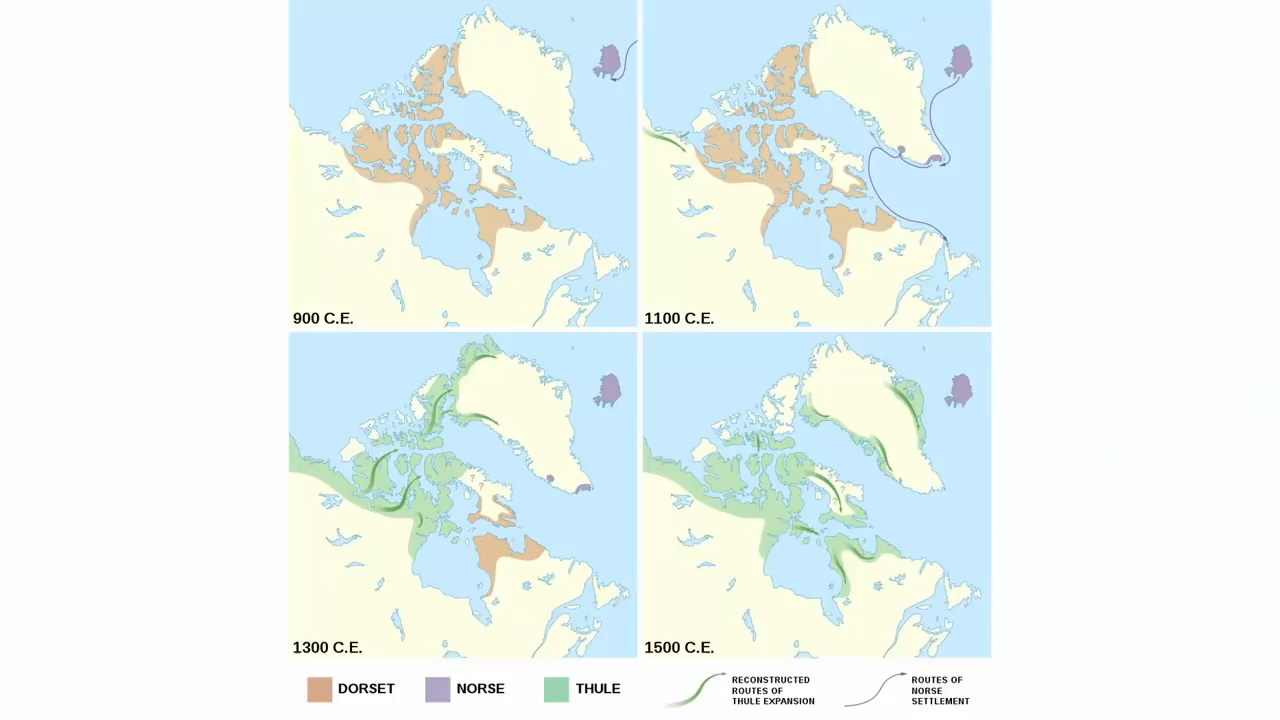 900 C.E.
1100 C.E.
? ?
? ?
1300 C.E.
1500 C.E.
? ?
DORSET
NORSE
THULE
RECONSTRUCTED
ROUTES OF
THULE EXPANSION
ROUTES OF
NORSE
SETTLEMENT